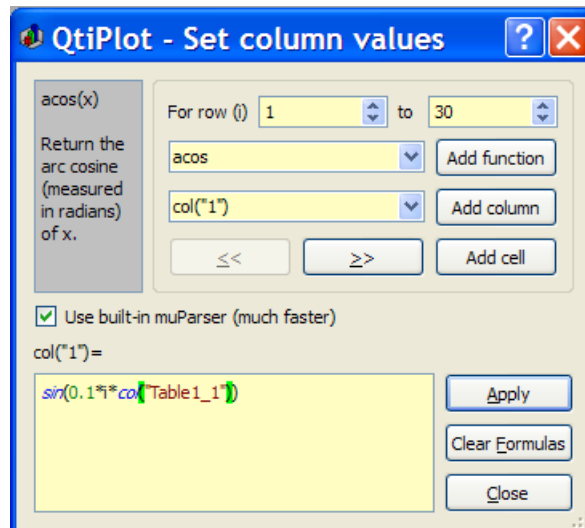 QtiPlot - Set column values
acos(x)
Return the
arc cosine
(measured
in radians)
of x.
For row (i) 1 to 30
acos Add function
col("1") Add column
<< >> Add cell
Use built-in muParser (much faster)
col("1")=
sin(0.1*i*col("Table1_1"))
Apply
Clear Formulas
Close